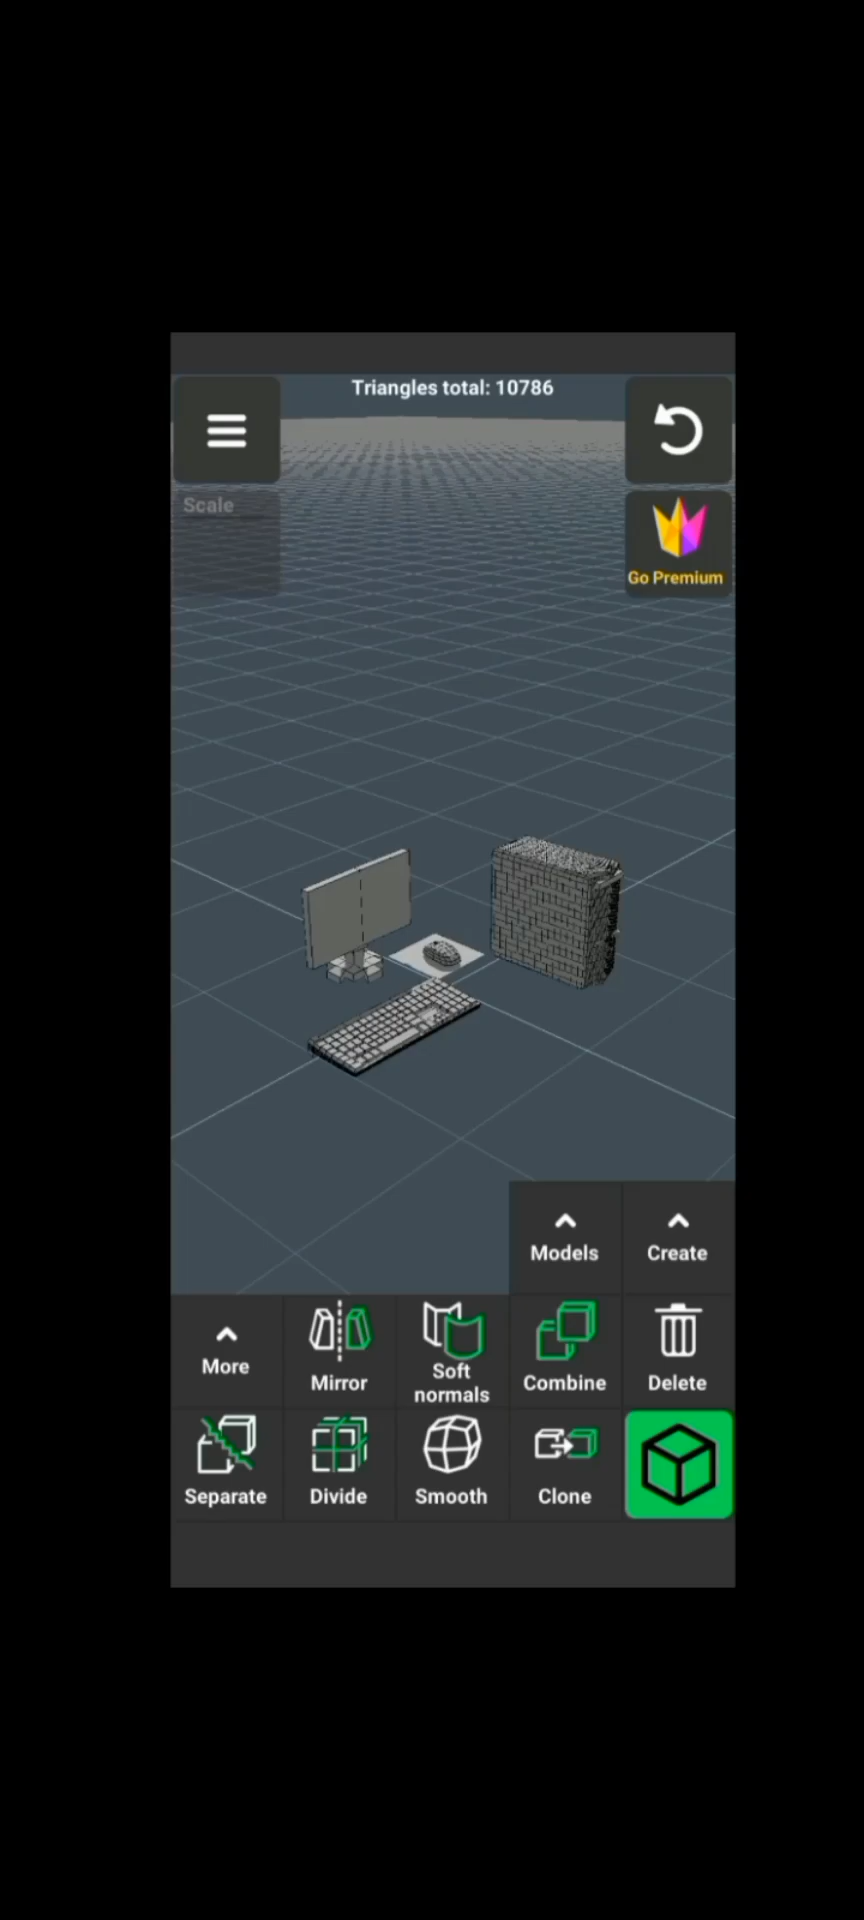 Triangles total: 10786
Scale
Go Premium
Models
Create
More
Mirror
Soft
normals
Combine
Delete
Separate
Divide
Smooth
Clone